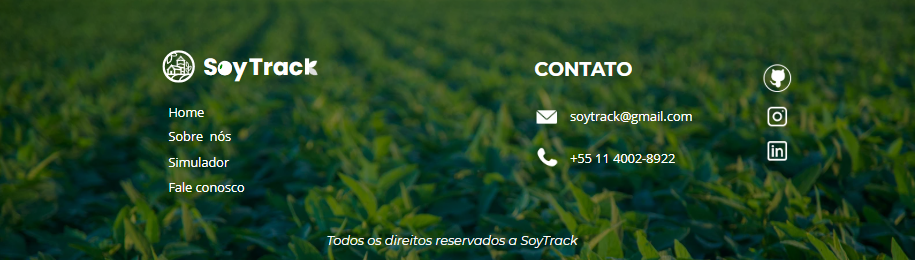 SoyTrack
Home
Sobre nós
Simulador
Fale conosco
CONTATO
soytrack@gmail.com
+55 11 4002-8922
in
Todos os direitos reservados a SoyTrack